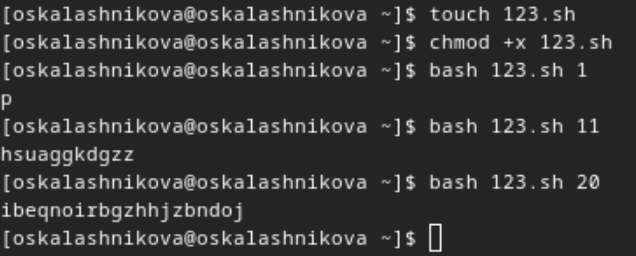 [oskalashnikova@oskalashnikova ~]$ touch 123.sh
[oskalashnikova@oskalashnikova ~]$ chmod +x 123.sh
[oskalashnikova@oskalashnikova ~]$ bash 123.sh 1
p
[oskalashnikova@oskalashnikova ~]$ bash 123.sh 11
hsuaggkdgzz
[oskalashnikova@oskalashnikova ~]$ bash 123.sh 20
ibeqnoirbgzhhjzbndoj
[oskalashnikova@oskalashnikova ~]$